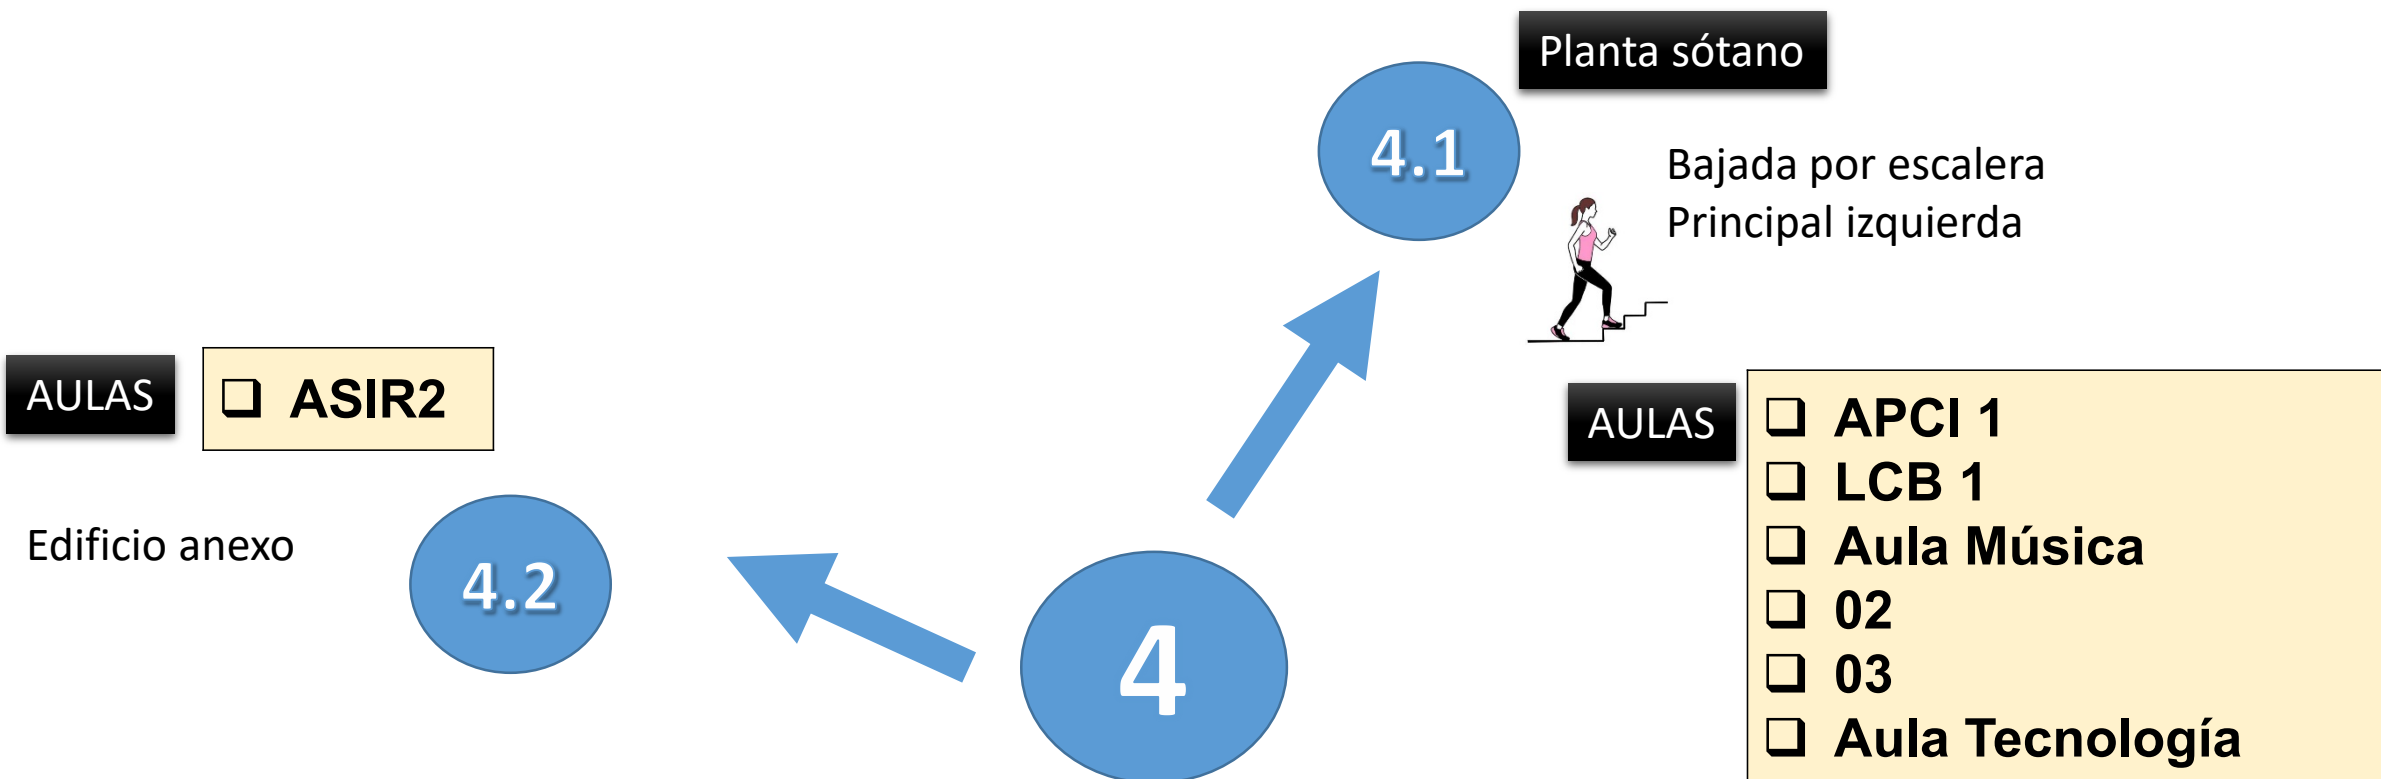 Planta sótano
4.1
Bajada por escalera
Principal izquierda
AULAS
ASIR2
AULAS
APCI 1
LCB 1
Aula Música
02
03
Aula Tecnología
Edificio anexo
4.2
4